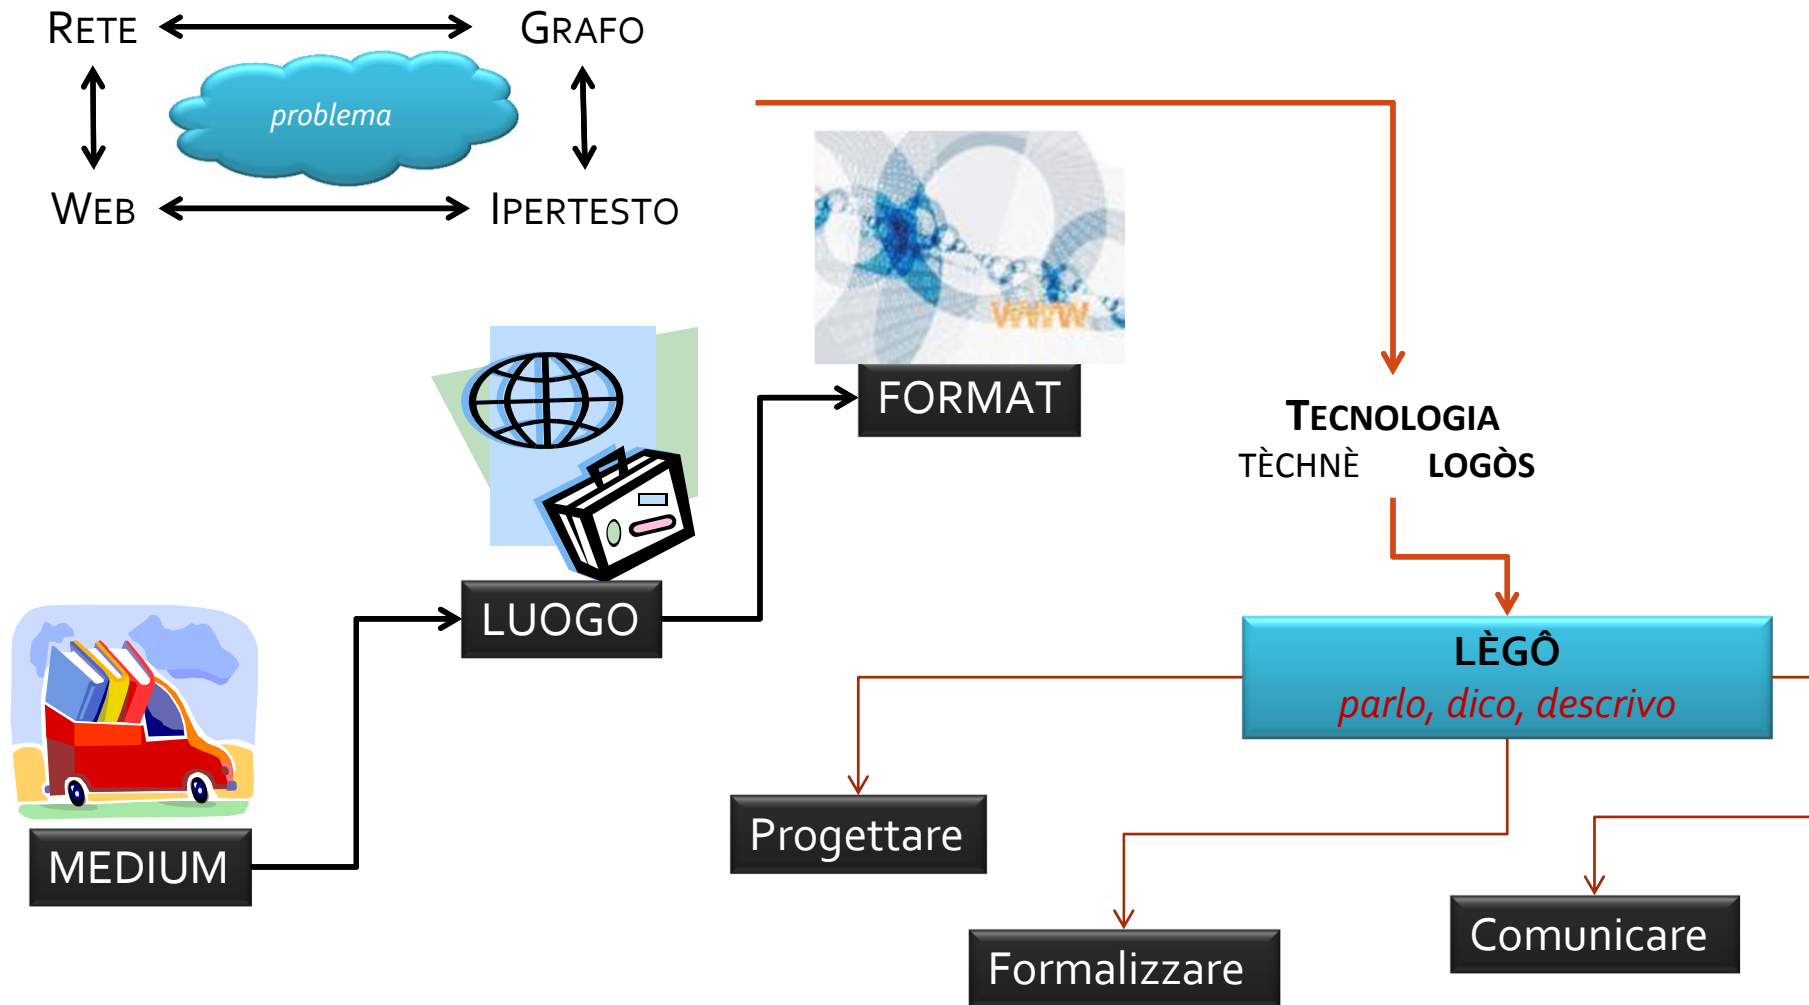 RETE GRAFO
problema
WEB IPERTESTO
www
FORMAT
TECNOLOGIA
TÈCHNÈ LOGÒS
LUOGO
LÈGÔ
parlo, dico, descrivo
MEDIUM
Progettare
Formalizzare
Comunicare